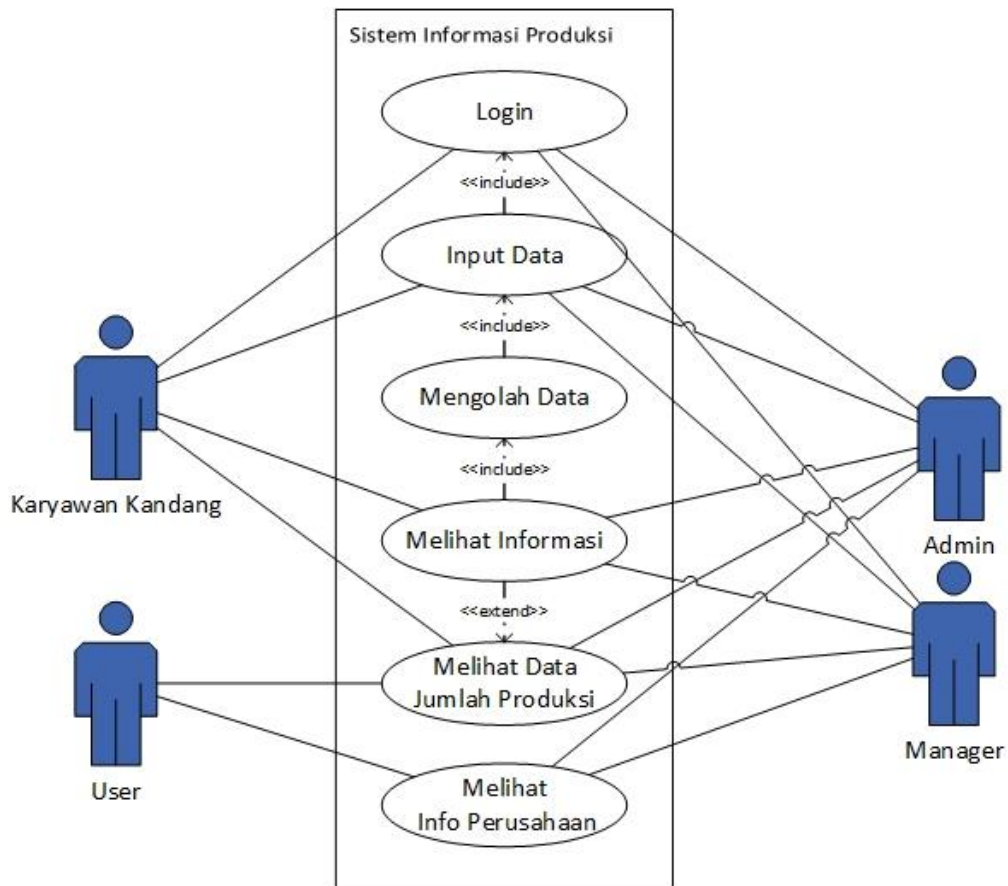 Sistem Informasi Produksi
Login
<<include>>
Input Data
<<include>>
Mengolah Data
<<include>>
Melihat Informasi
<<extend>>
Melihat Data
Jumlah Produksi
Melihat
Info Perusahaan
Karyawan Kandang
User
Admin
Manager